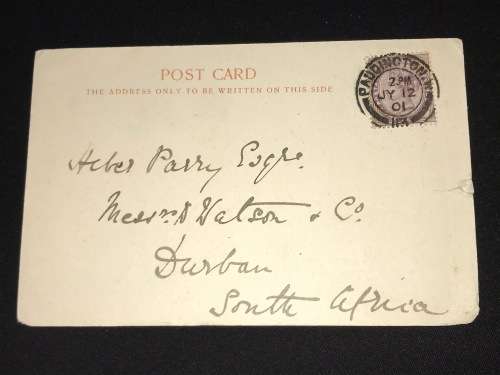 POST CARD
THE ADDRESS ONLY TO BE WRITTEN ON THIS SIDE
PADDINGTON.W.
2.PM
JY 12
01
Heber Parry Esqre.
Messrs D Watson & Co.
Durban
South Africa